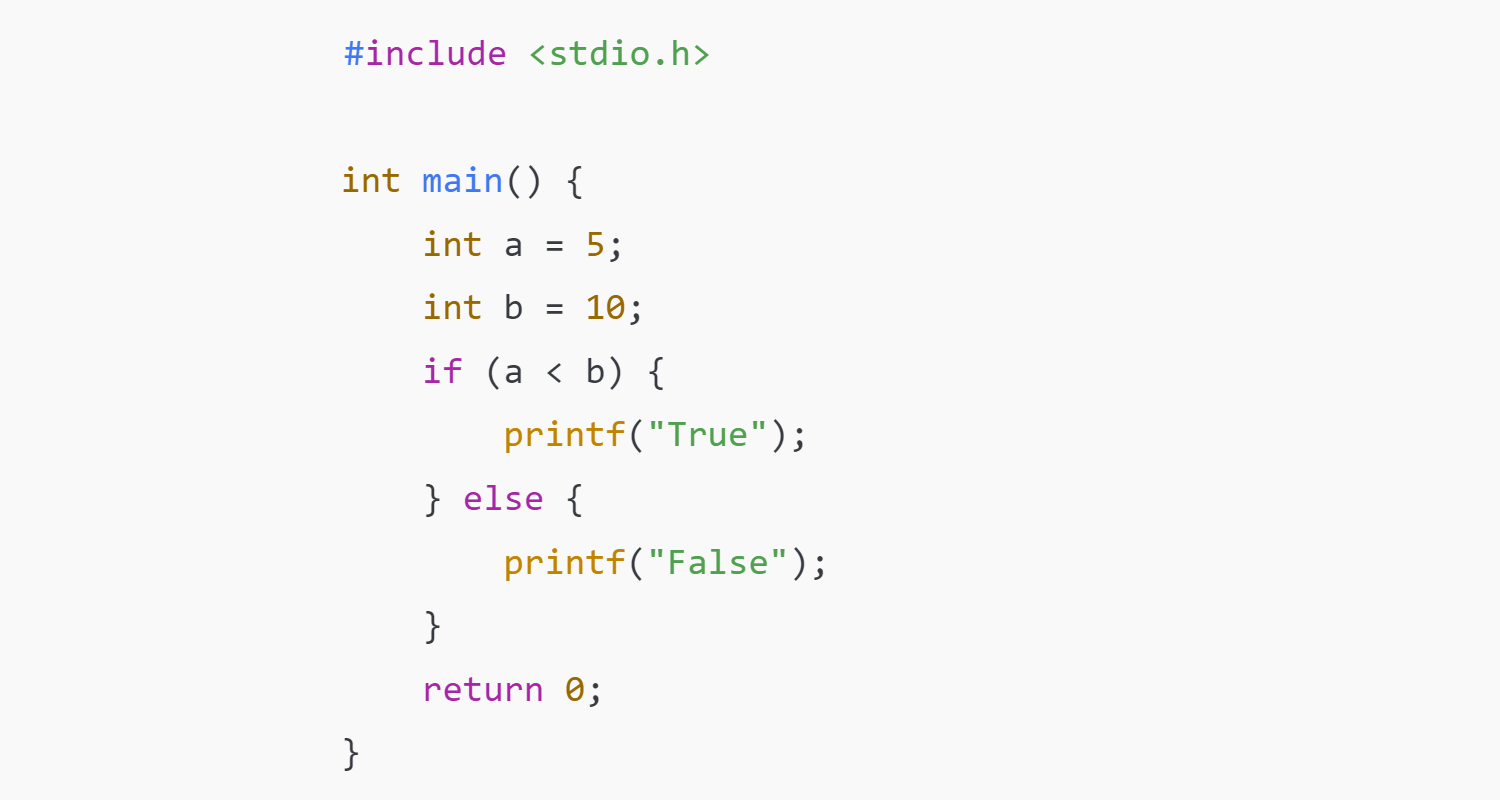 #include <stdio.h>

int main() {
    int a = 5;
    int b = 10;
    if (a < b) {
        printf("True");
    } else {
        printf("False");
    }
    return 0;
}